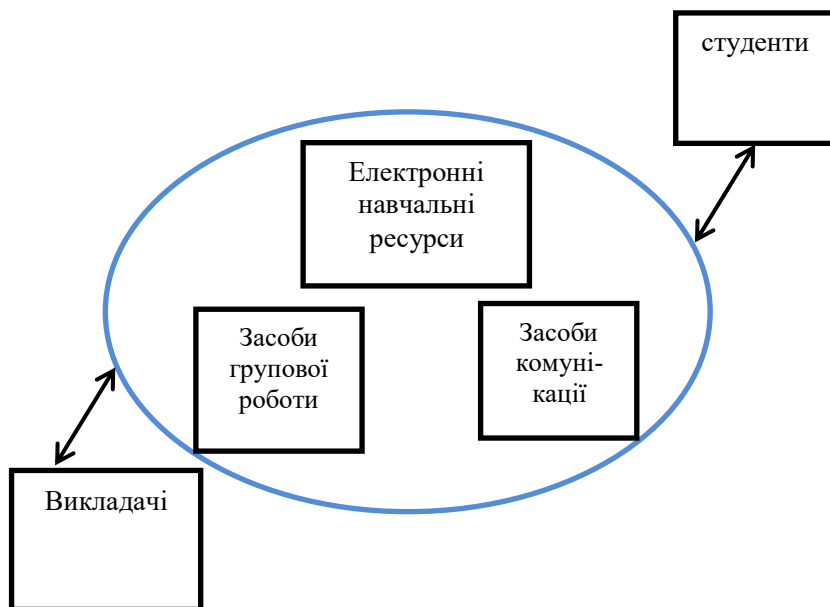 студенти
Електронні
навчальні
ресурси
Засоби
групової
роботи
Засоби
комуні-
кації
Викладачі